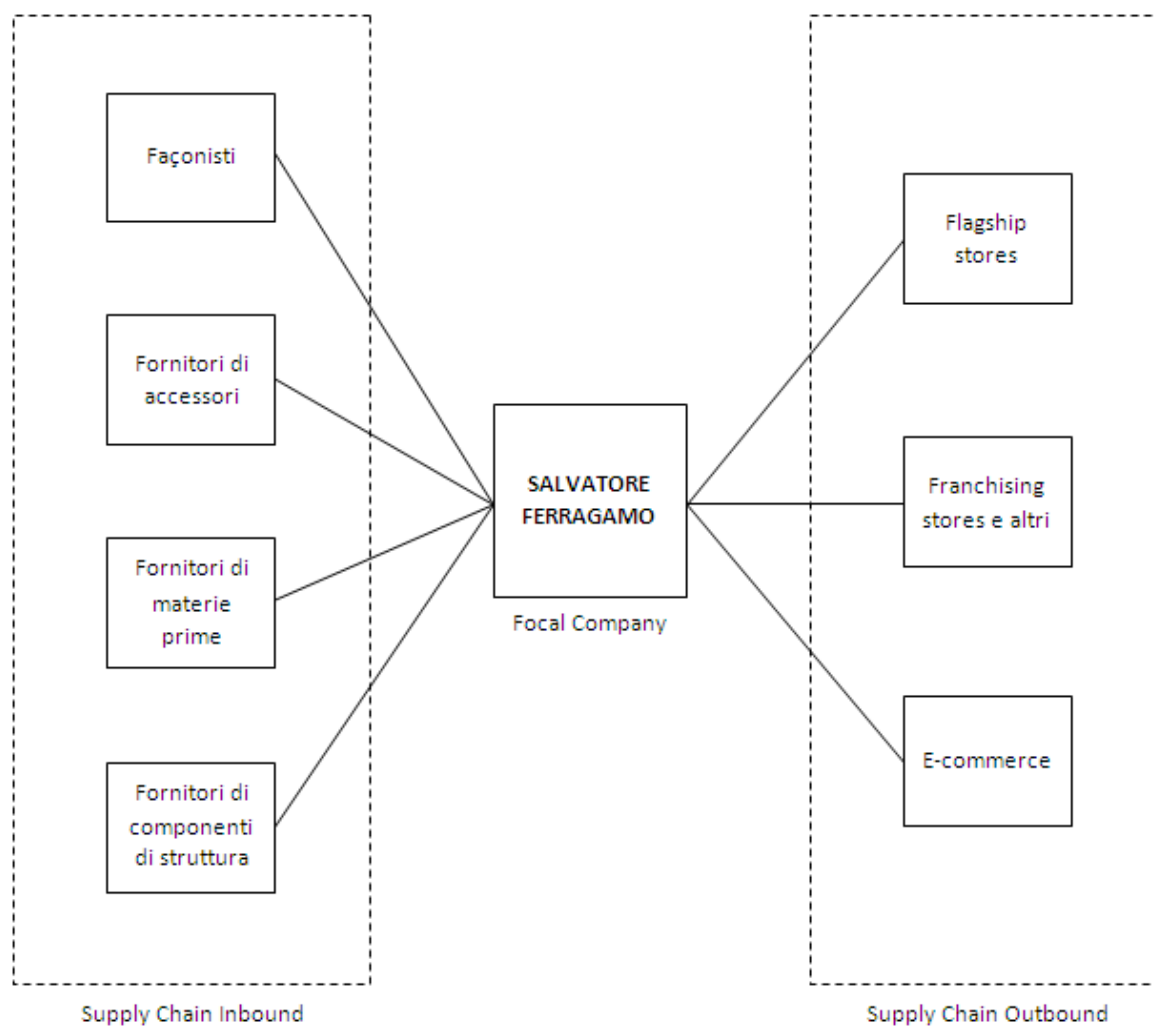 Façonisti
Fornitori di
accessori
Fornitori di
materie
prime
Fornitori di
componenti
di struttura
Supply Chain Inbound
SALVATORE
FERRAGAMO
Focal Company
Flagship
stores
Franchising
stores e altri
E-commerce
Supply Chain Outbound